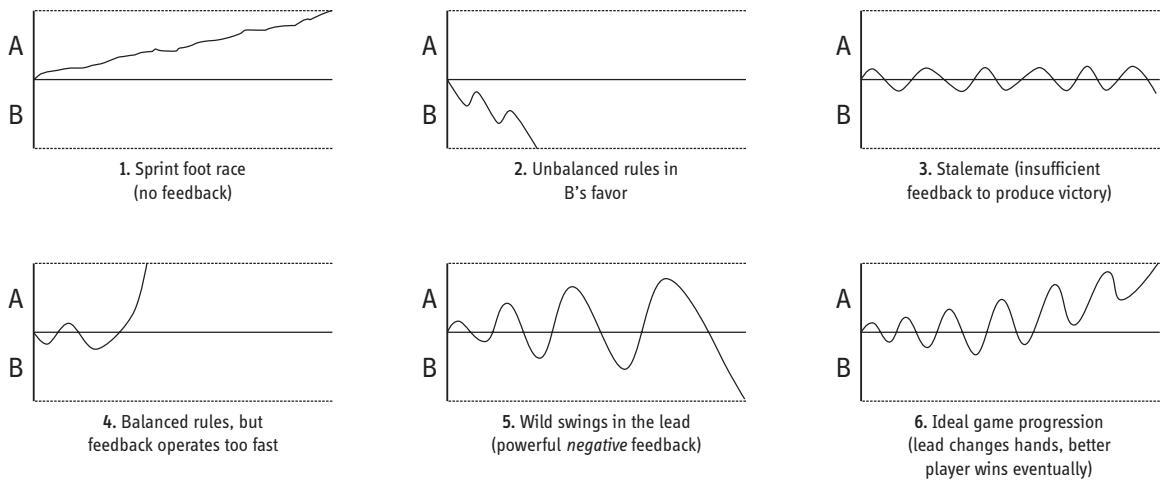 A
B
1. Sprint foot race
(no feedback)
A
B
2. Unbalanced rules in
B's favor
A
B
3. Stalemate (insufficient
feedback to produce victory)
A
B
4. Balanced rules, but
feedback operates too fast
A
B
5. Wild swings in the lead
(powerful negative feedback)
A
B
6. Ideal game progression
(lead changes hands, better
player wins eventually)